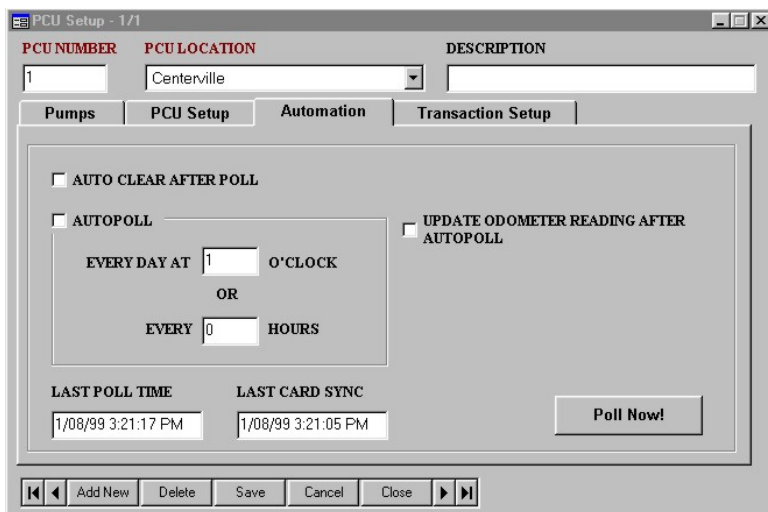 PCU Setup - 1/1
PCU NUMBER PCU LOCATION DESCRIPTION
1 Centerville
Pumps PCU Setup Automation Transaction Setup
AUTO CLEAR AFTER POLL
AUTOPOLL
UPDATE ODOMETER READING AFTER
AUTOPOLL
EVERY DAY AT 1 O'CLOCK
OR
EVERY 0 HOURS
LAST POLL TIME LAST CARD SYNC
1/08/99 3:21:17 PM 1/08/99 3:21:05 PM
Poll Now!
Add New Delete Save Cancel Close